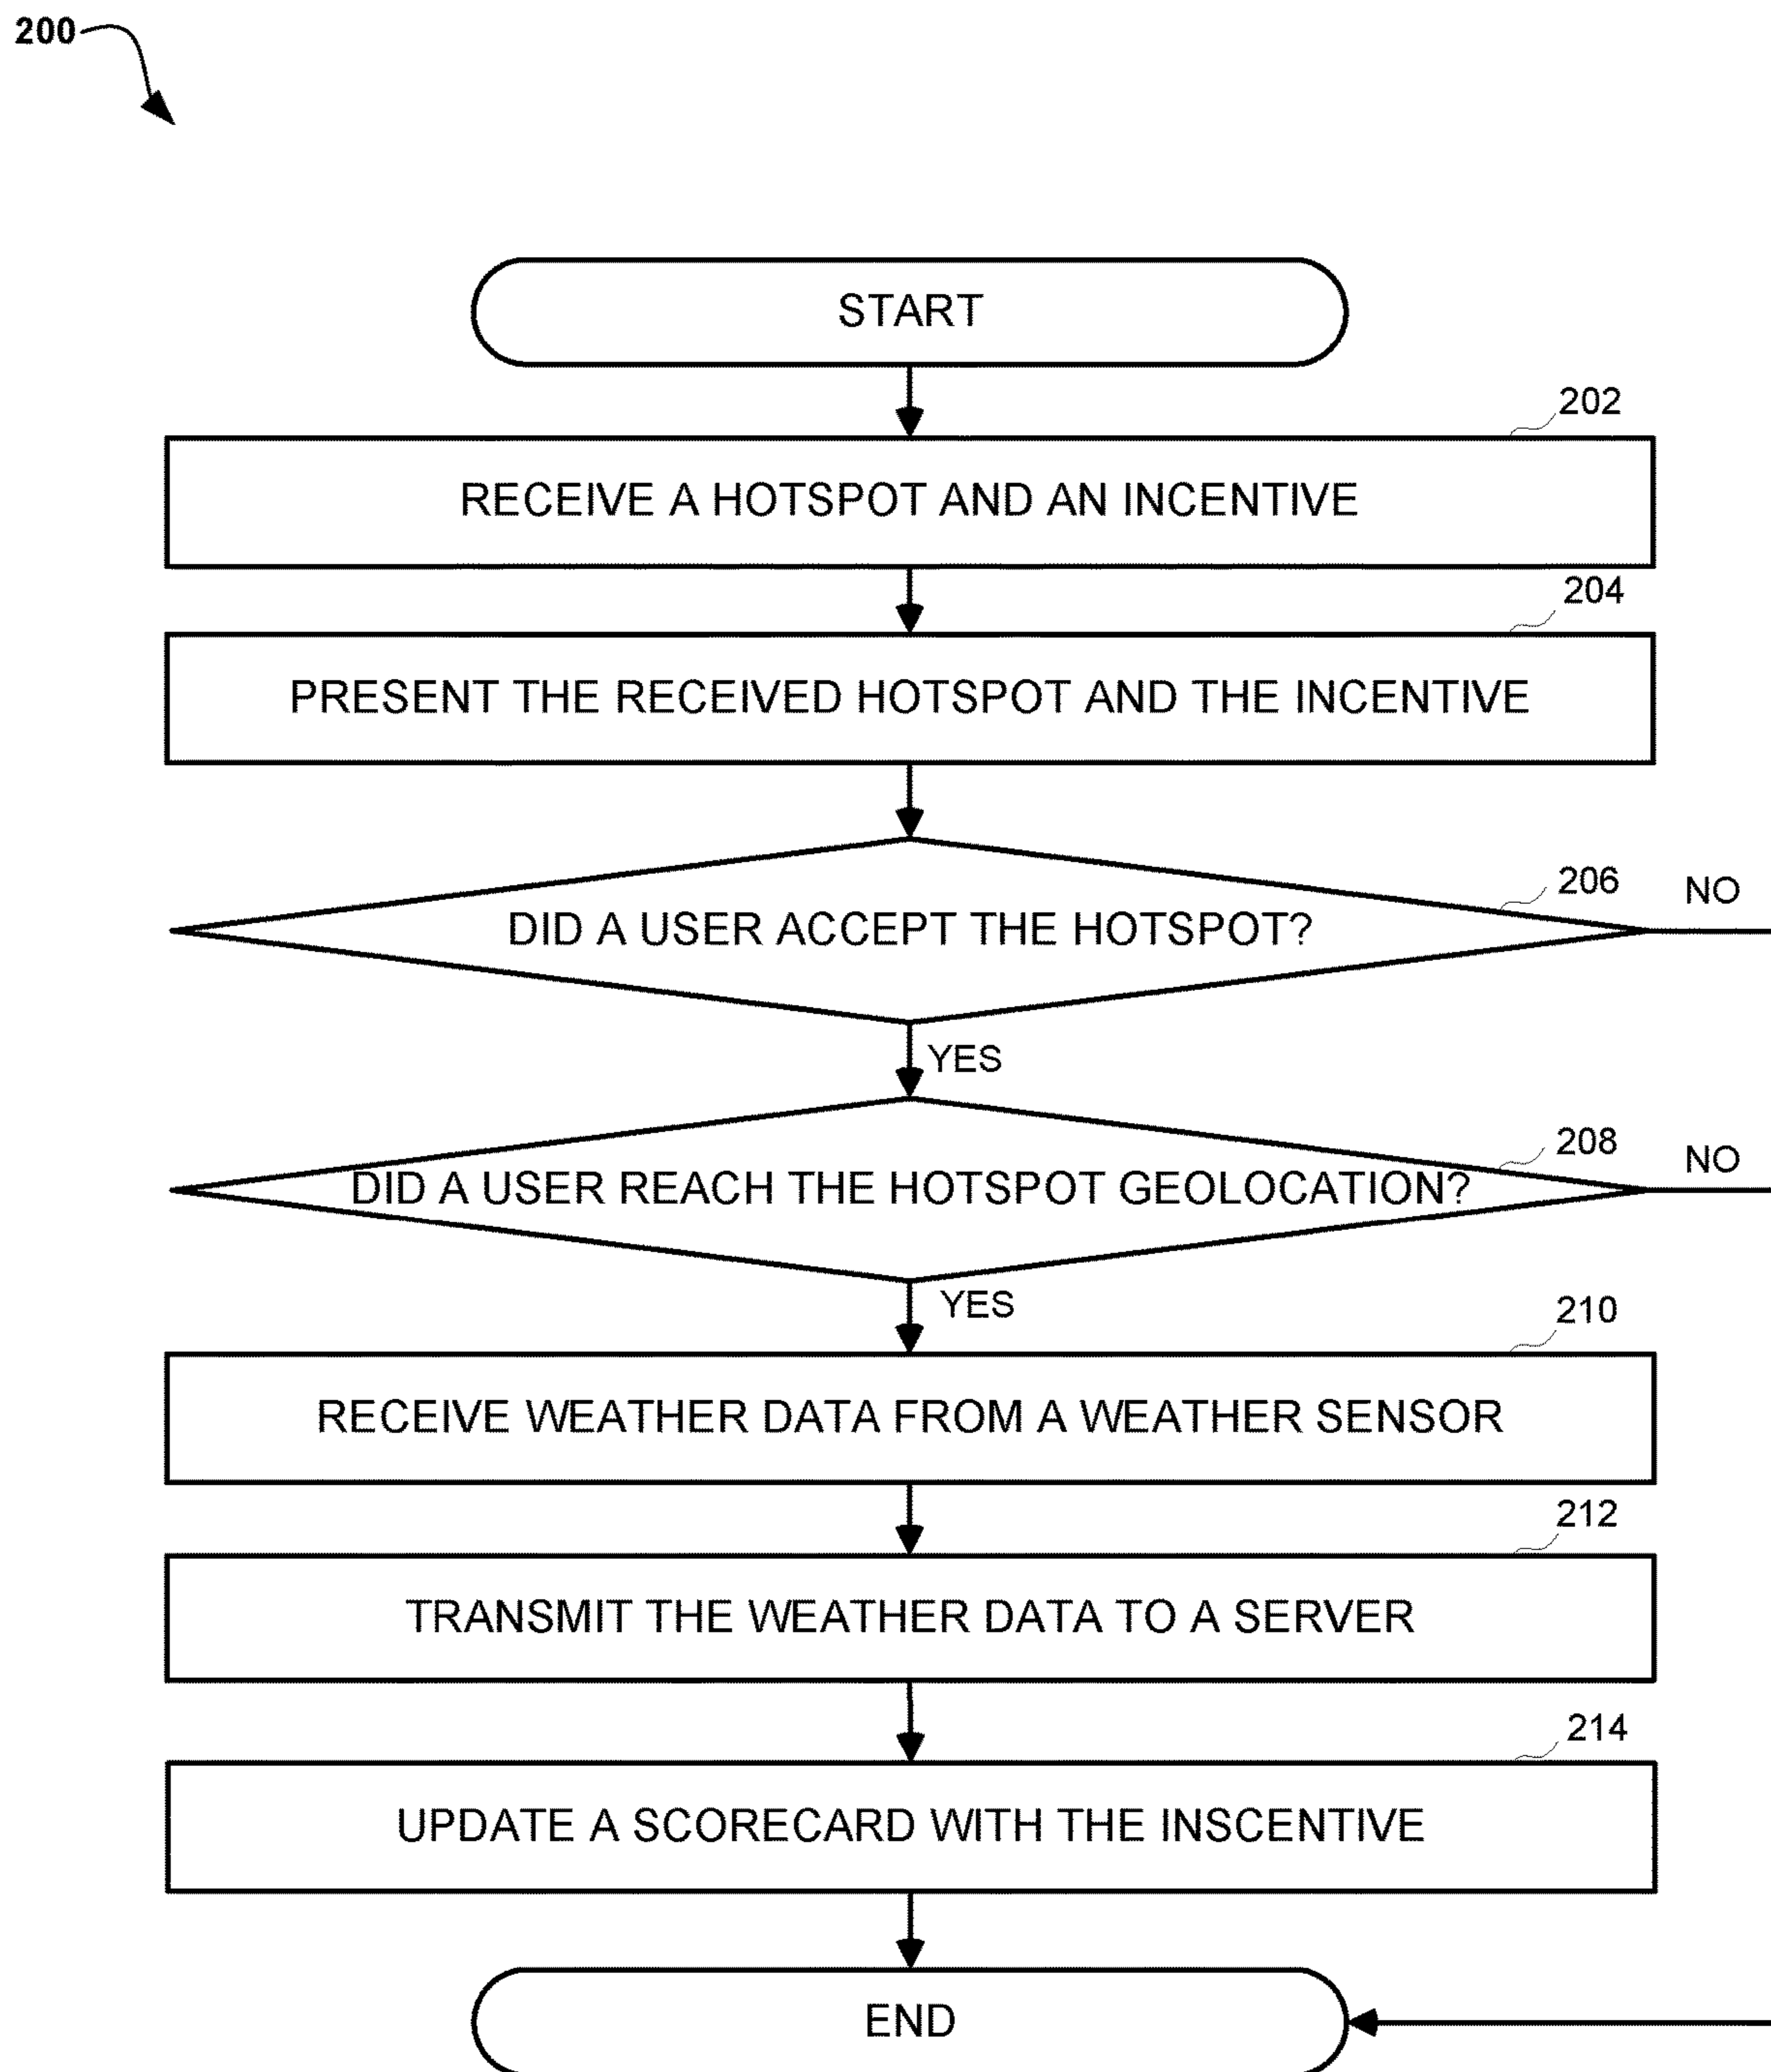 200
START
202
RECEIVE A HOTSPOT AND AN INCENTIVE
204
PRESENT THE RECEIVED HOTSPOT AND THE INCENTIVE
206
NO
DID A USER ACCEPT THE HOTSPOT?
YES
208
NO
DID A USER REACH THE HOTSPOT GEOLOCATION?
YES
210
RECEIVE WEATHER DATA FROM A WEATHER SENSOR
212
TRANSMIT THE WEATHER DATA TO A SERVER
214
UPDATE A SCORECARD WITH THE INSCENTIVE
END